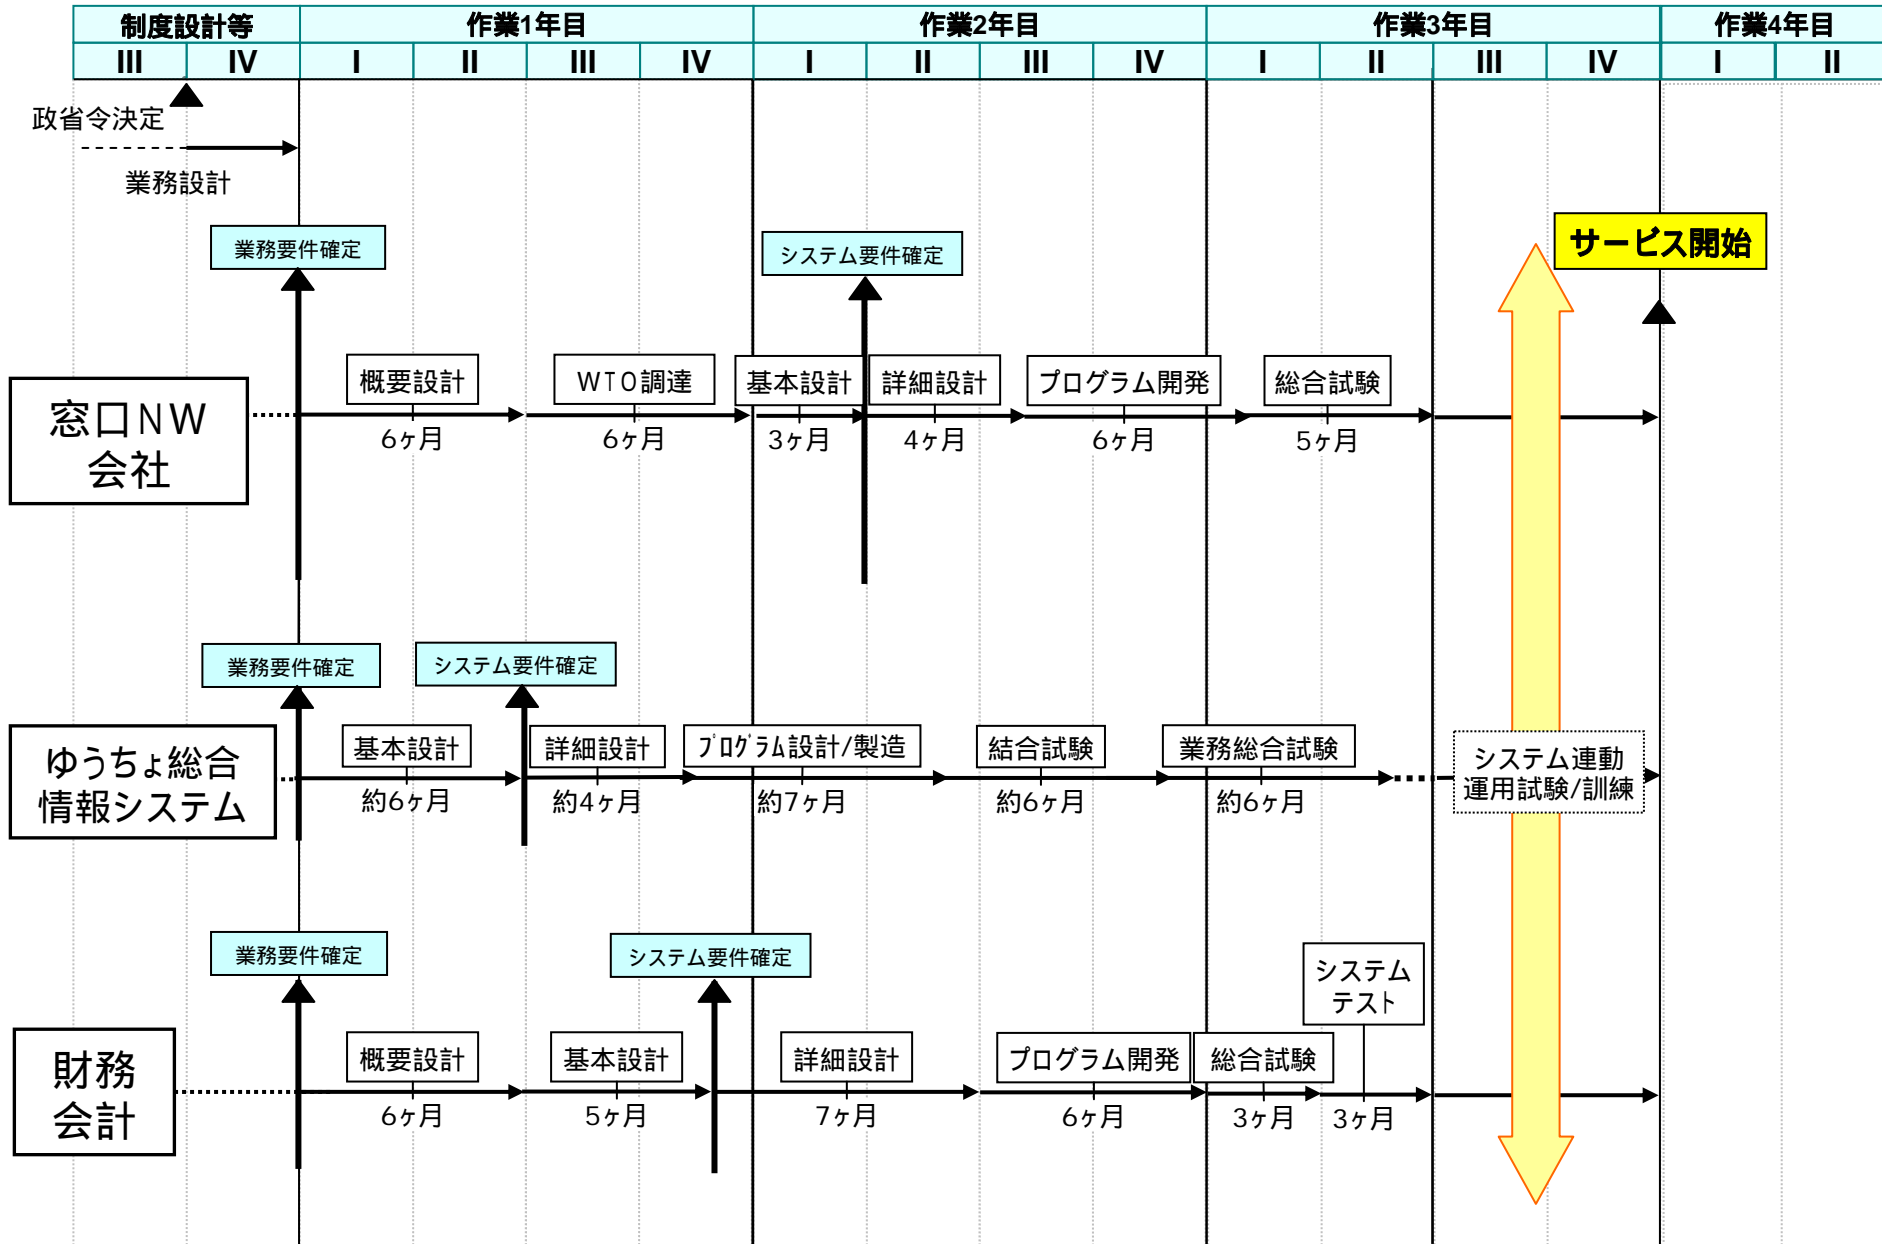 制度設計等 作業1年目 作業2年目 作業3年目 作業4年目
III IV I II III IV I II III IV I II III IV I II
政省令決定
業務設計
業務要件確定 システム要件確定 サービス開始
窓口NW
会社
概要設計 WTO調達 基本設計 詳細設計 プログラム開発 総合試験
6ヶ月 6ヶ月 3ヶ月 4ヶ月 6ヶ月 5ヶ月
業務要件確定 システム要件確定
ゆうちょ総合
情報システム
基本設計 詳細設計 プログラム設計/製造 結合試験 業務総合試験
約6ヶ月 約4ヶ月 約7ヶ月 約6ヶ月 約6ヶ月
システム連動
運用試験/訓練
業務要件確定 システム要件確定
システム
テスト
財務
会計
概要設計 基本設計 詳細設計 プログラム開発 総合試験
6ヶ月 5ヶ月 7ヶ月 6ヶ月 3ヶ月 3ヶ月